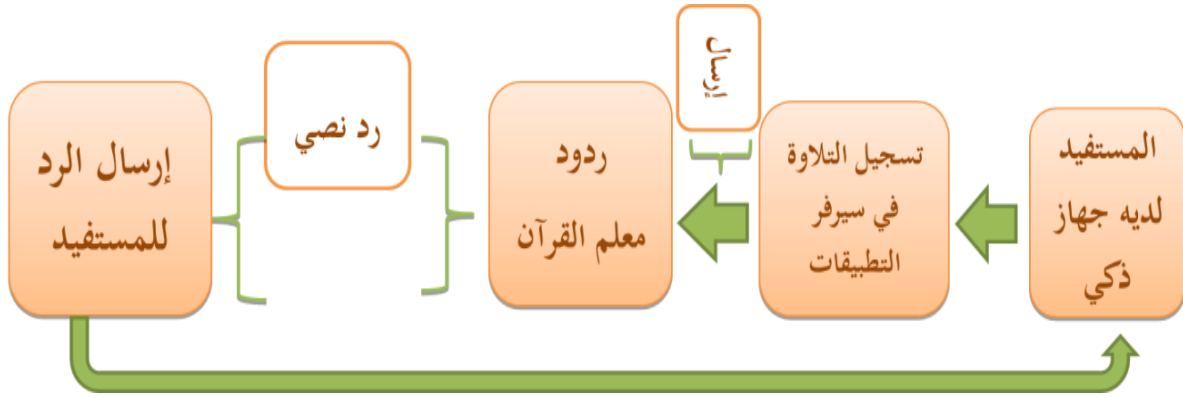 المستفيد
لديه جهاز
ذكي
تسجيل التلاوة
في سيرفر
التطبيقات
إرسال
ردود
معلم القرآن
رد نصي
إرسال الرد
للمستفيد